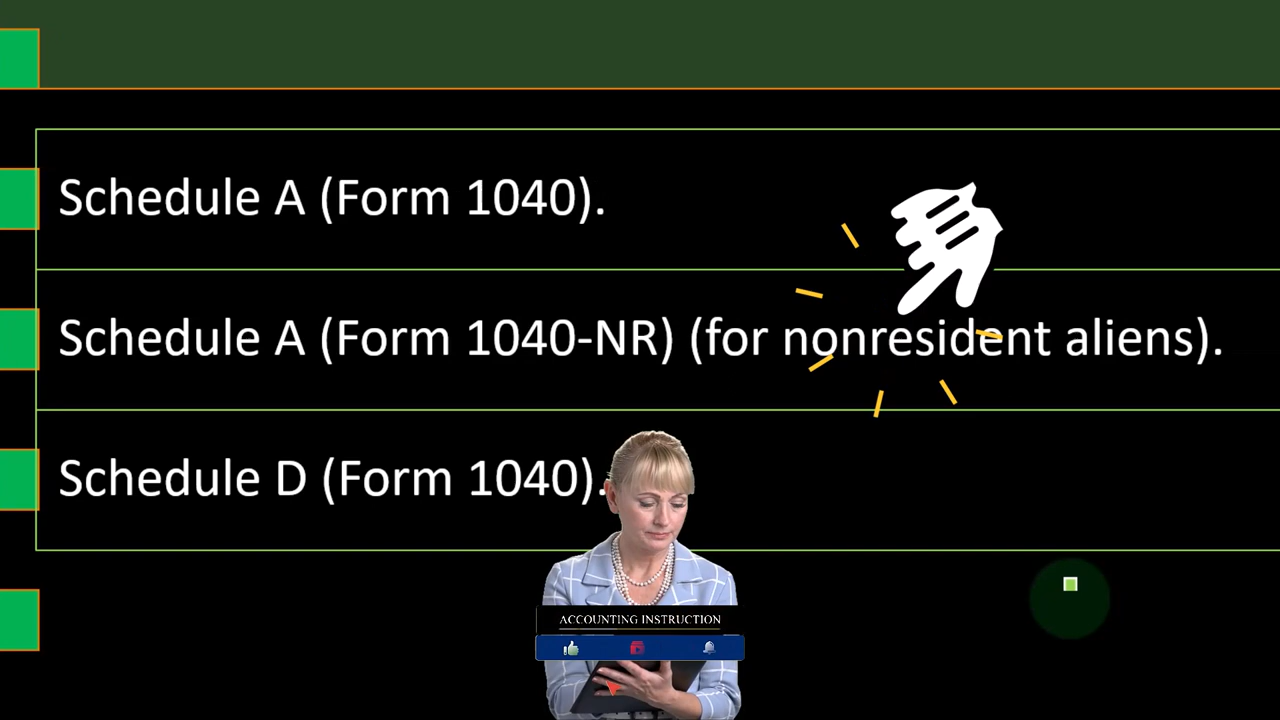 Schedule A (Form 1040).
Schedule A (Form 1040-NR) (for nonresident aliens).
Schedule D (Form 1040).
ACCOUNTING INSTRUCTION